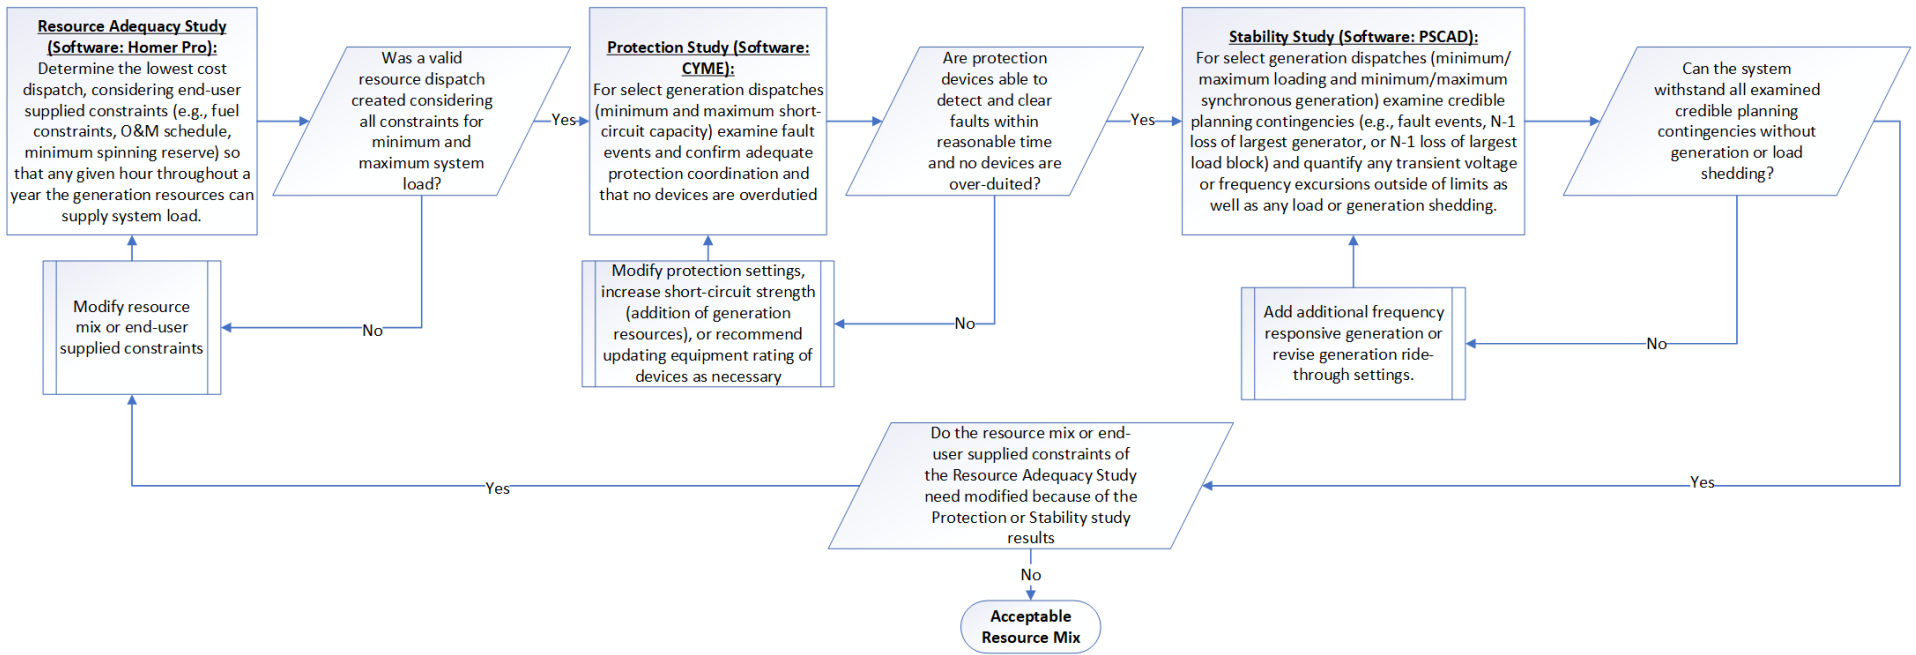 Resource Adequacy Study
(Software: Homer Pro):
Determine the lowest cost
dispatch, considering end-user
supplied constraints (e.g., fuel
constraints, O&M schedule,
minimum spinning reserve) so
that any given hour throughout a
year the generation resources can
supply system load.
Was a valid
resource dispatch
created considering
all constraints for
minimum and
maximum system
load?
Yes
No
Modify resource
mix or end-user
supplied constraints
Protection Study (Software:
CYME):
For select generation dispatches
(minimum and maximum short-
circuit capacity) examine fault
events and confirm adequate
protection coordination and
that no devices are overdutied
Are protection
devices able to
detect and clear
faults within
reasonable time
and no devices are
over-duited?
Yes
No
Modify protection settings,
increase short-circuit strength
(addition of generation
resources), or recommend
updating equipment rating of
devices as necessary
Stability Study (Software: PSCAD):
For select generation dispatches (minimum/
maximum loading and minimum/maximum
synchronous generation) examine credible
planning contingencies (e.g., fault events, N-1
loss of largest generator, or N-1 loss of largest
load block) and quantify any transient voltage
or frequency excursions outside of limits as
well as any load or generation shedding.
Can the system
withstand all examined
credible planning
contingencies without
generation or load
shedding?
No
Add additional frequency
responsive generation or
revise generation ride-
through settings.
Yes
Do the resource mix or end-
user supplied constraints of
the Resource Adequacy Study
need modified because of the
Protection or Stability study
results
Yes
No
Acceptable
Resource Mix